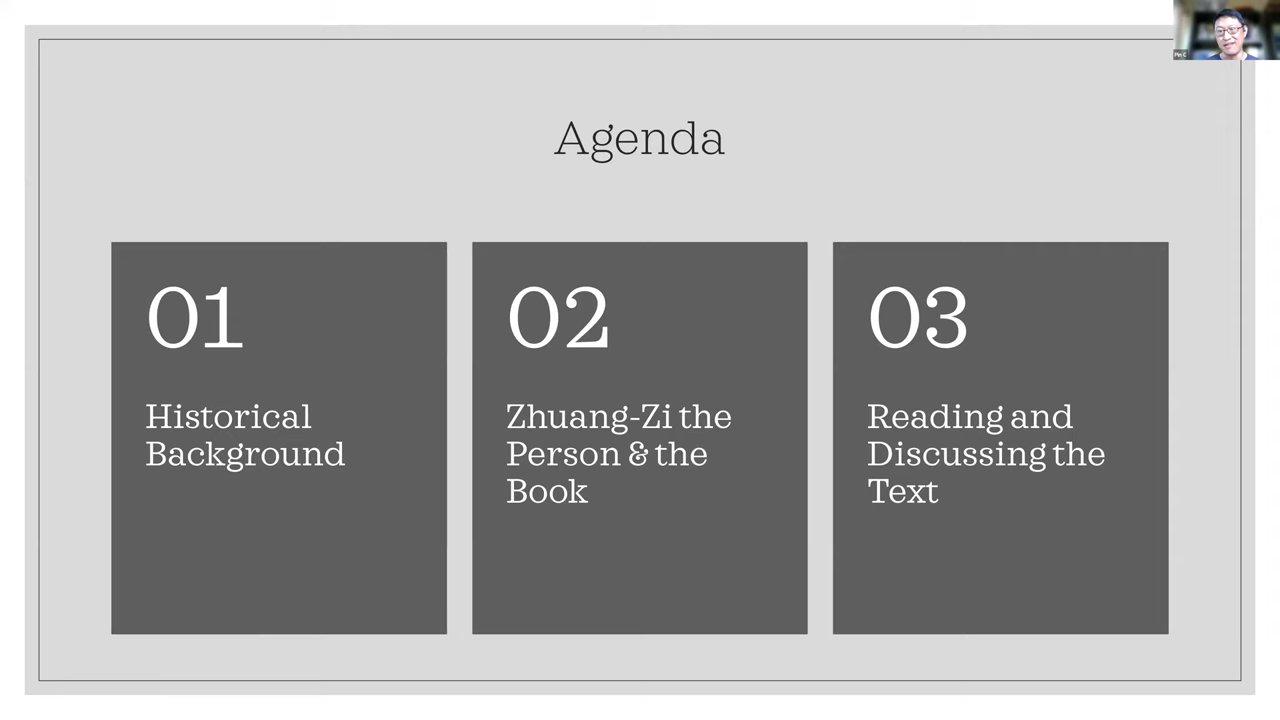 Agenda
01
Historical
Background
02
Zhuang-Zi the
Person & the
Book
03
Reading and
Discussing the
Text